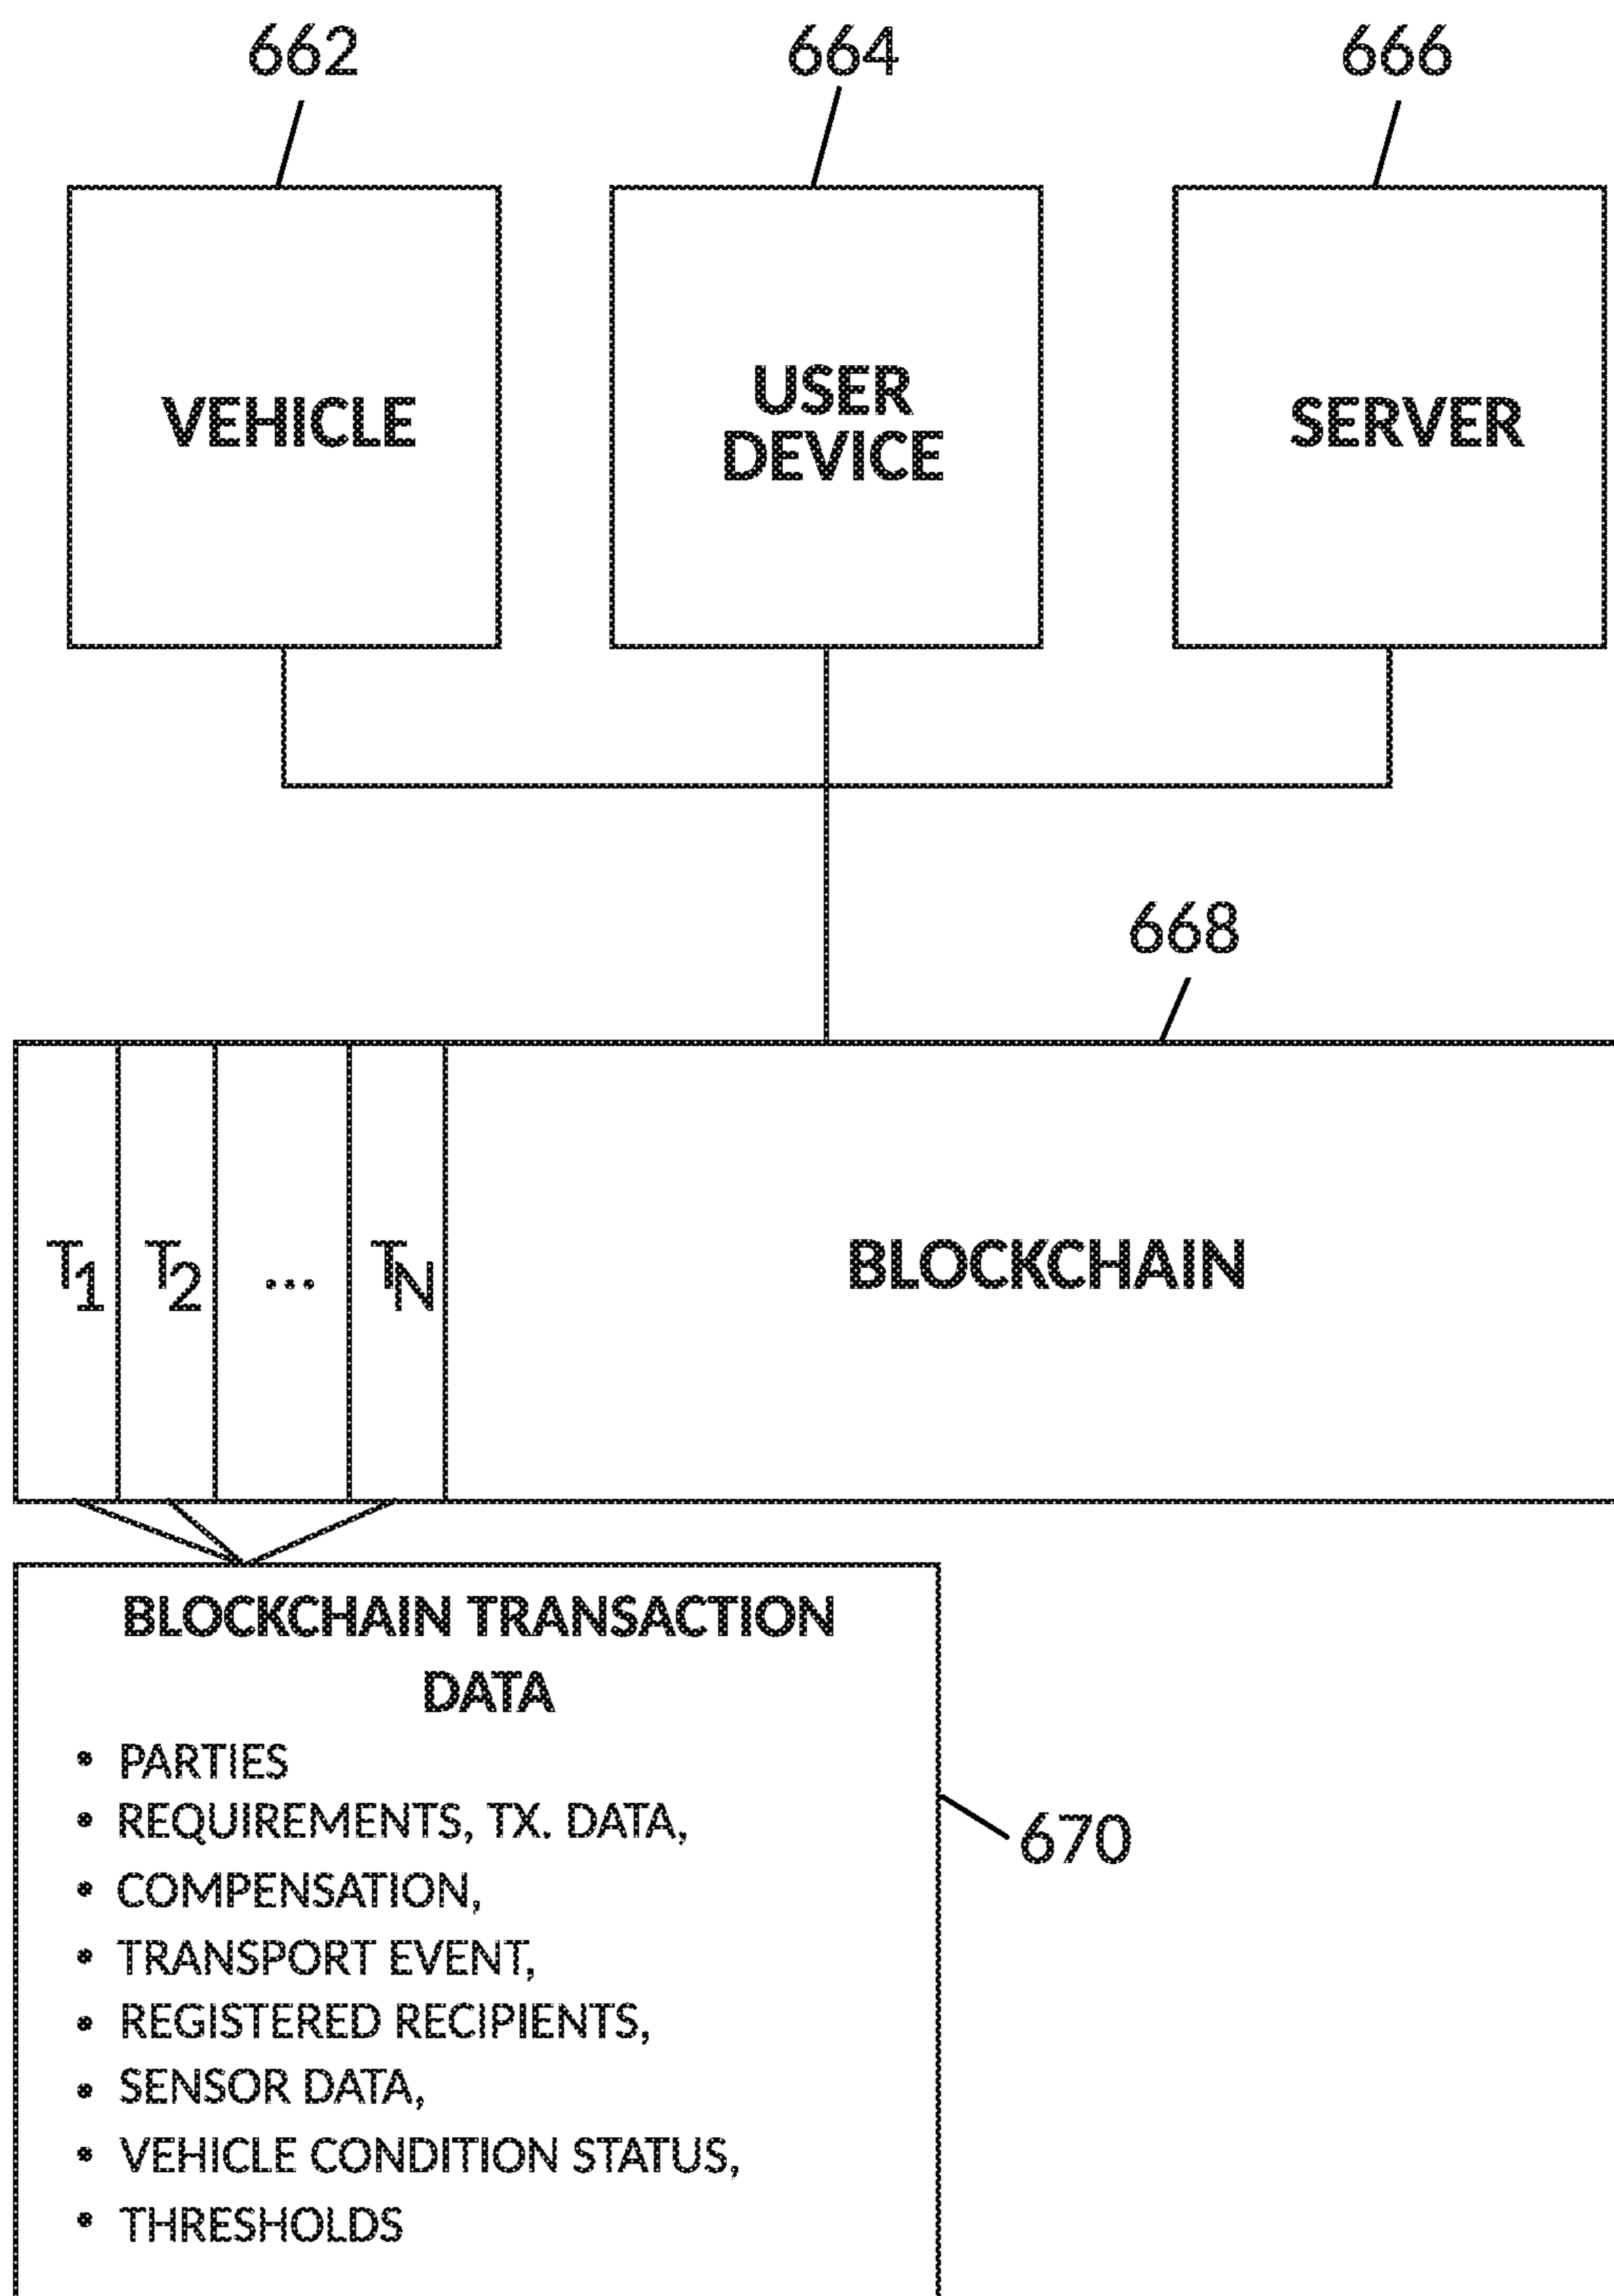 662 664 666
VEHICLE
USER
DEVICE
SERVER
668
T1 T2 ... TN BLOCKCHAIN
BLOCKCHAIN TRANSACTION
DATA
• PARTIES
• REQUIREMENTS, TX. DATA,
• COMPENSATION,
• TRANSPORT EVENT,
• REGISTERED RECIPIENTS,
• SENSOR DATA,
• VEHICLE CONDITION STATUS,
• THRESHOLDS
670